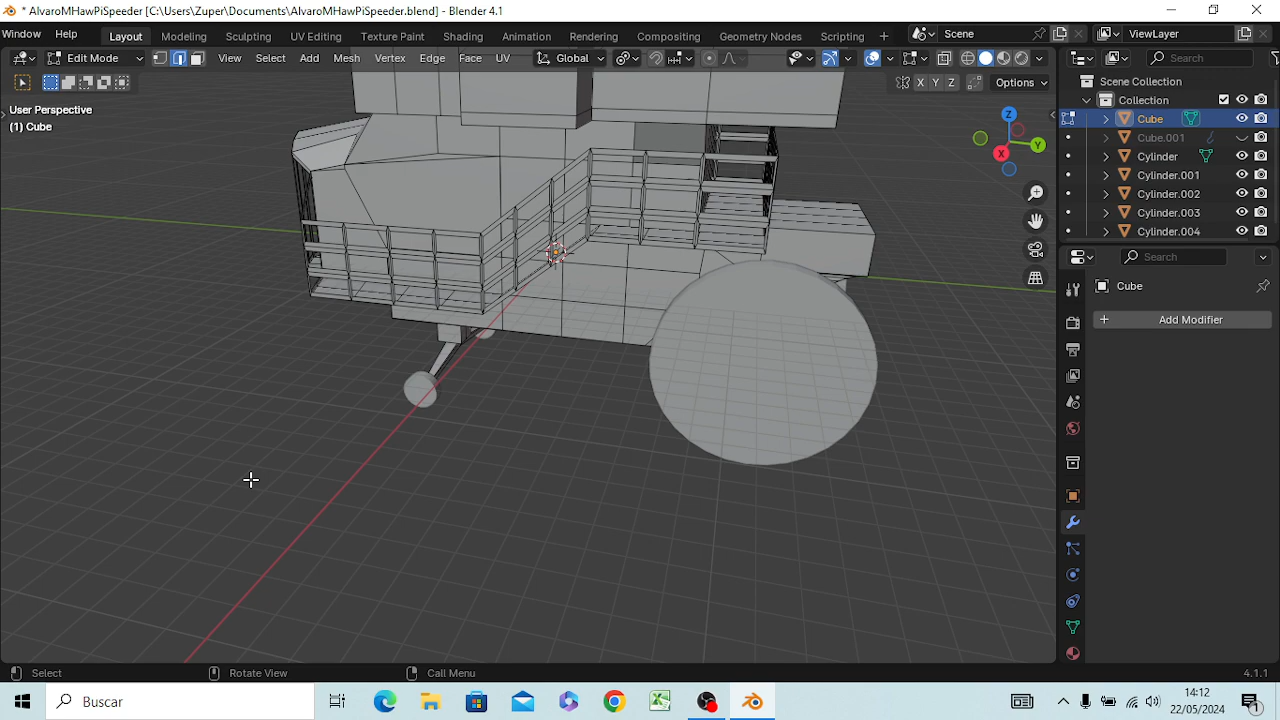 * AlvaroMHawPiSpeeder [C:\Users\Zuper\Documents\AlvaroMHawPiSpeeder.blend] - Blender 4.1
Window Help Layout Modeling Sculpting UV Editing Texture Paint Shading Animation Rendering Compositing Geometry Nodes Scripting + Scene ViewLayer
Edit Mode View Select Add Mesh Vertex Edge Face UV Global Search
X Y Z Options
User Perspective
(1) Cube
Z
Y
X
Scene Collection
Collection
Cube
Cube.001
Cylinder
Cylinder.001
Cylinder.002
Cylinder.003
Cylinder.004
Search
Cube
+ Add Modifier
Select Rotate View Call Menu 4.1.1
Buscar
14:12
22/05/2024
1